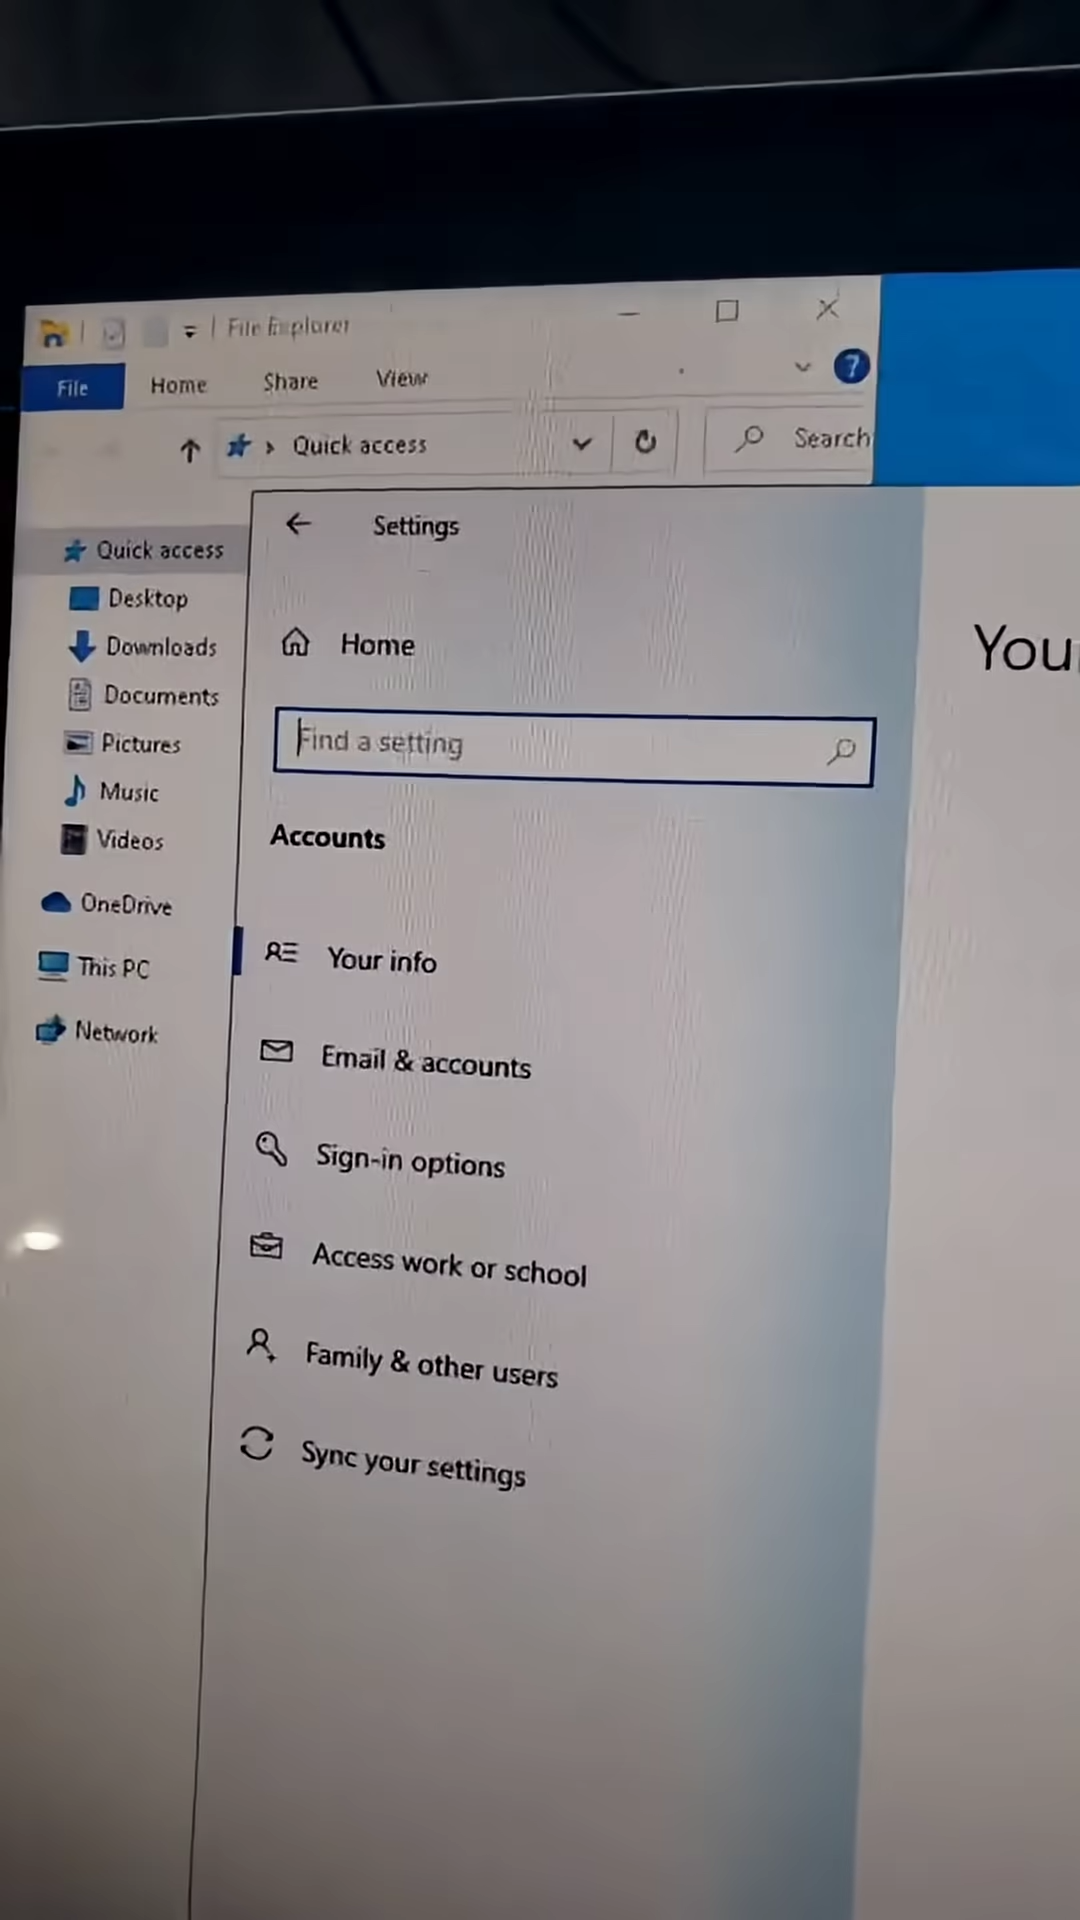 File Explorer
File
Home
Share
View
?
Quick access
Search
Quick access
Desktop
Downloads
Documents
Pictures
Music
Videos
OneDrive
This PC
Network
Settings
Home
Find a setting
Accounts
Your info
Email & accounts
Sign-in options
Access work or school
Family & other users
Sync your settings
You